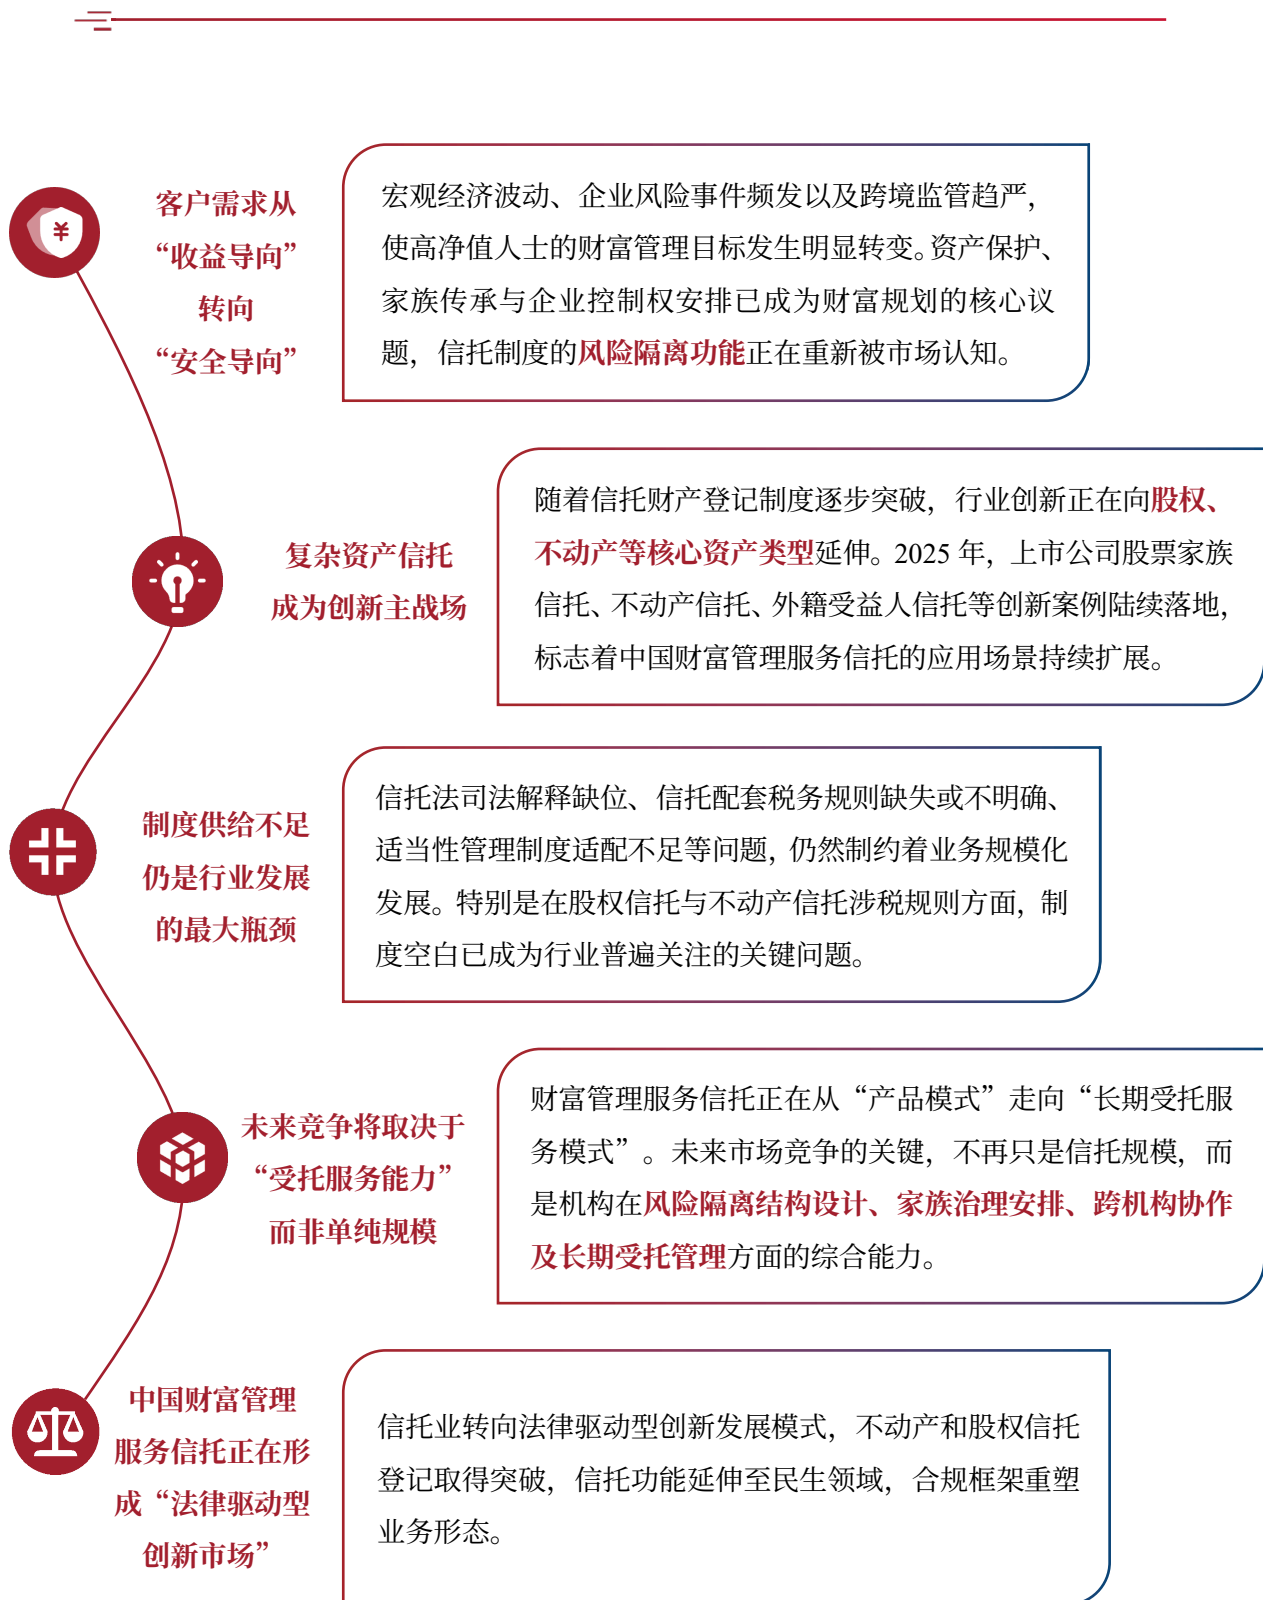 客户需求从
“收益导向”
转向
“安全导向”
宏观经济波动、企业风险事件频发以及跨境监管趋严，
使高净值人士的财富管理目标发生明显转变。资产保护、
家族传承与企业控制权安排已成为财富规划的核心议
题，信托制度的风险隔离功能正在重新被市场认知。
复杂资产信托
成为创新主战场
随着信托财产登记制度逐步突破，行业创新正在向股权、
不动产等核心资产类型延伸。2025 年，上市公司股票家族
信托、不动产信托、外籍受益人信托等创新案例陆续落地，
标志着中国财富管理服务信托的应用场景持续扩展。
制度供给不足
仍是行业发展
的最大瓶颈
信托法司法解释缺位、信托配套税务规则缺失或不明确、
适当性管理制度适配不足等问题，仍然制约着业务规模化
发展。特别是在股权信托与不动产信托涉税规则方面，制
度空白已成为行业普遍关注的关键问题。
未来竞争将取决于
“受托服务能力”
而非单纯规模
财富管理服务信托正在从“产品模式”走向“长期受托服
务模式”。未来市场竞争的关键，不再只是信托规模，而
是机构在风险隔离结构设计、家族治理安排、跨机构协作
及长期受托管理方面的综合能力。
中国财富管理
服务信托正在形
成“法律驱动型
创新市场”
信托业转向法律驱动型创新发展模式，不动产和股权信托
登记取得突破，信托功能延伸至民生领域，合规框架重塑
业务形态。